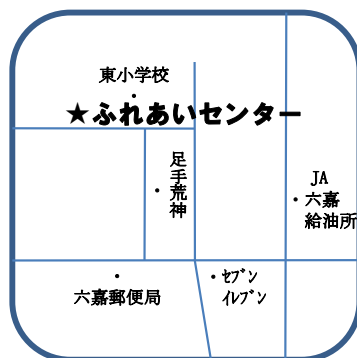 東小学校
★ふれあいセンター
足手荒神
JA
六嘉
給油所
六嘉郵便局
ｾﾌﾞﾝ
ｲﾚﾌﾞﾝ